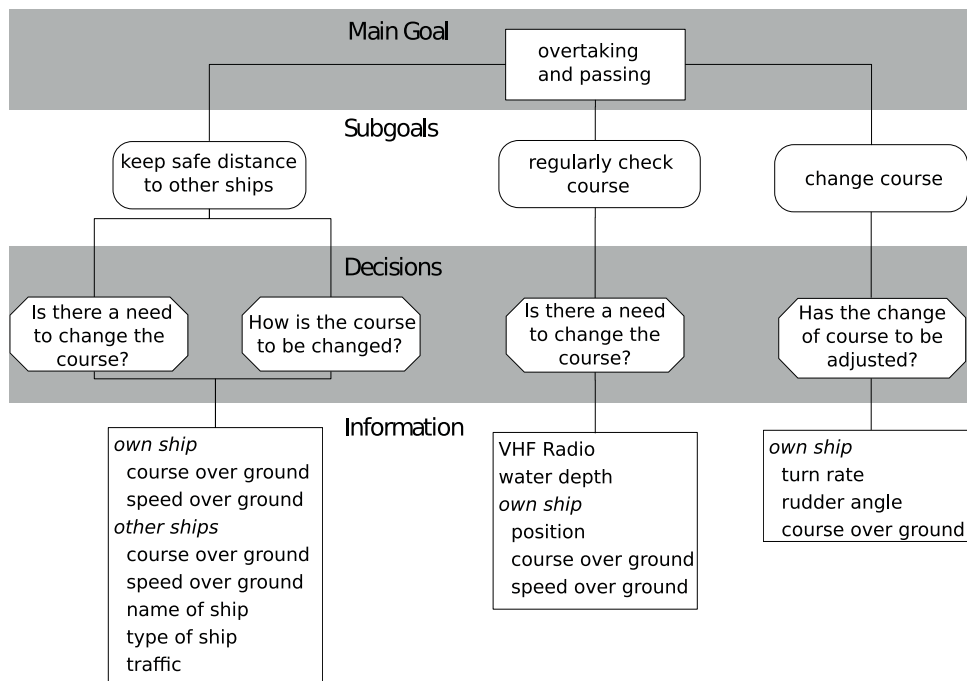 Main Goal
overtaking
and passing
Subgoals
keep safe distance
to other ships
regularly check
course
change course
Decisions
Is there a need
to change the
course?
How is the course
to be changed?
Is there a need
to change the
course?
Has the change
of course to be
adjusted?
Information
own ship
course over ground
speed over ground
other ships
course over ground
speed over ground
name of ship
type of ship
traffic
VHF Radio
water depth
own ship
position
course over ground
speed over ground
own ship
turn rate
rudder angle
course over ground